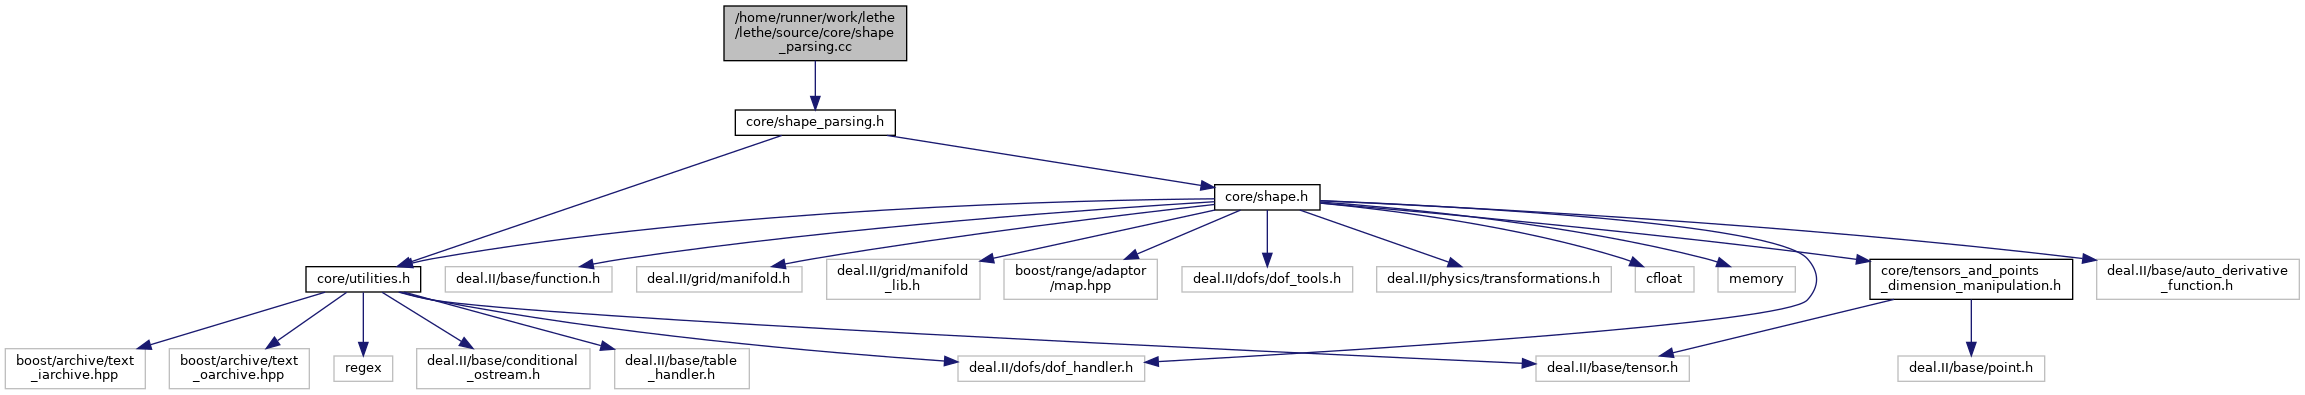 /home/runner/work/lethe
/lethe/source/core/shape
_parsing.cc
core/shape_parsing.h
core/shape.h
core/utilities.h
deal.II/base/function.h
deal.II/grid/manifold.h
deal.II/grid/manifold
_lib.h
boost/range/adaptor
/map.hpp
deal.II/dofs/dof_tools.h
deal.II/physics/transformations.h
cfloat
memory
core/tensors_and_points
_dimension_manipulation.h
deal.II/base/auto_derivative
_function.h
boost/archive/text
_iarchive.hpp
boost/archive/text
_oarchive.hpp
regex
deal.II/base/conditional
_ostream.h
deal.II/base/table
_handler.h
deal.II/dofs/dof_handler.h
deal.II/base/tensor.h
deal.II/base/point.h